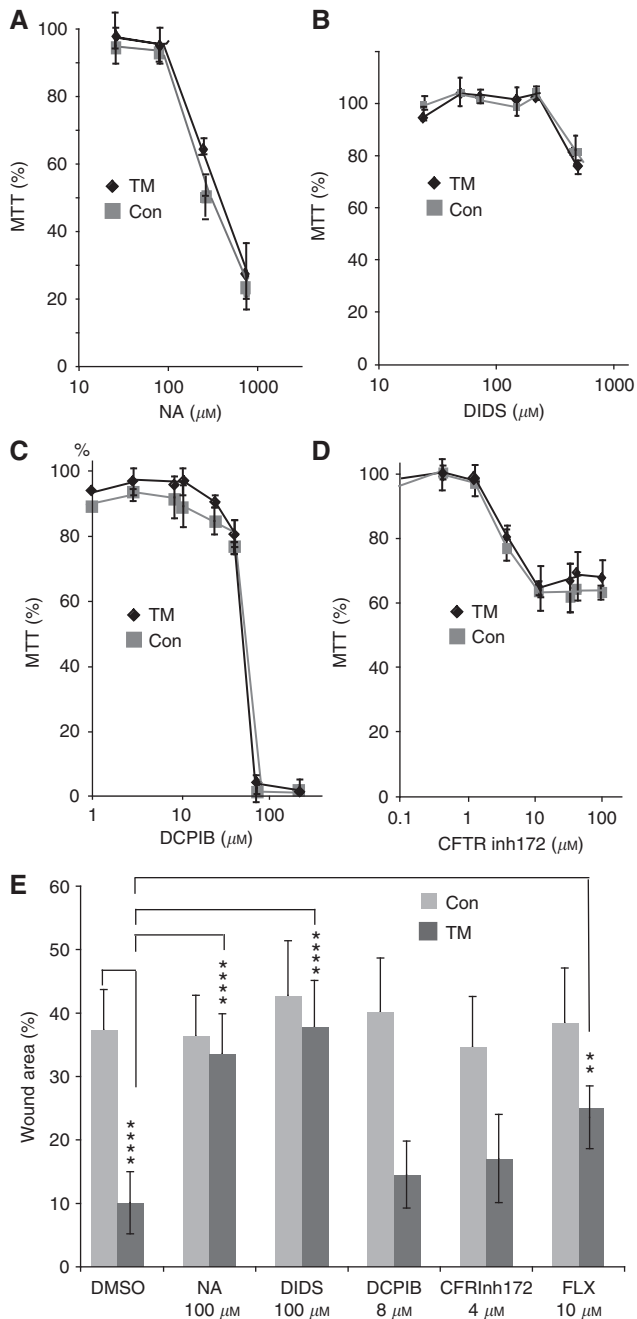 A
100
80
60
40
20
0
MTT (%)
TM
Con
10 100 1000
NA (μM)
B
100
80
60
40
20
0
MTT (%)
TM
Con
10 100 1000
DIDS (μM)
C
%
100
80
60
40
20
0
MTT (%)
TM
Con
1 10 100
DCPIB (μM)
D
100
80
60
40
20
0
MTT (%)
TM
Con
0.1 1 10 100
CFTR inh172 (μM)
E
60
50
40
30
20
10
0
Wound area (%)
Con
TM
****
****
****
**
DMSO NA DIDS DCPIB CFRInh172 FLX
100 μM 100 μM 8 μM 4 μM 10 μM